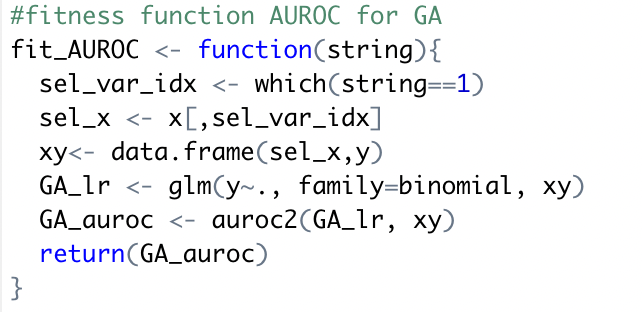 #fitness function AUROC for GA
fit_AUROC <- function(string){
  sel_var_idx <- which(string==1)
  sel_x <- x[,sel_var_idx]
  xy<- data.frame(sel_x,y)
  GA_lr <- glm(y~., family=binomial, xy)
  GA_auroc <- auroc2(GA_lr, xy)
  return(GA_auroc)
}